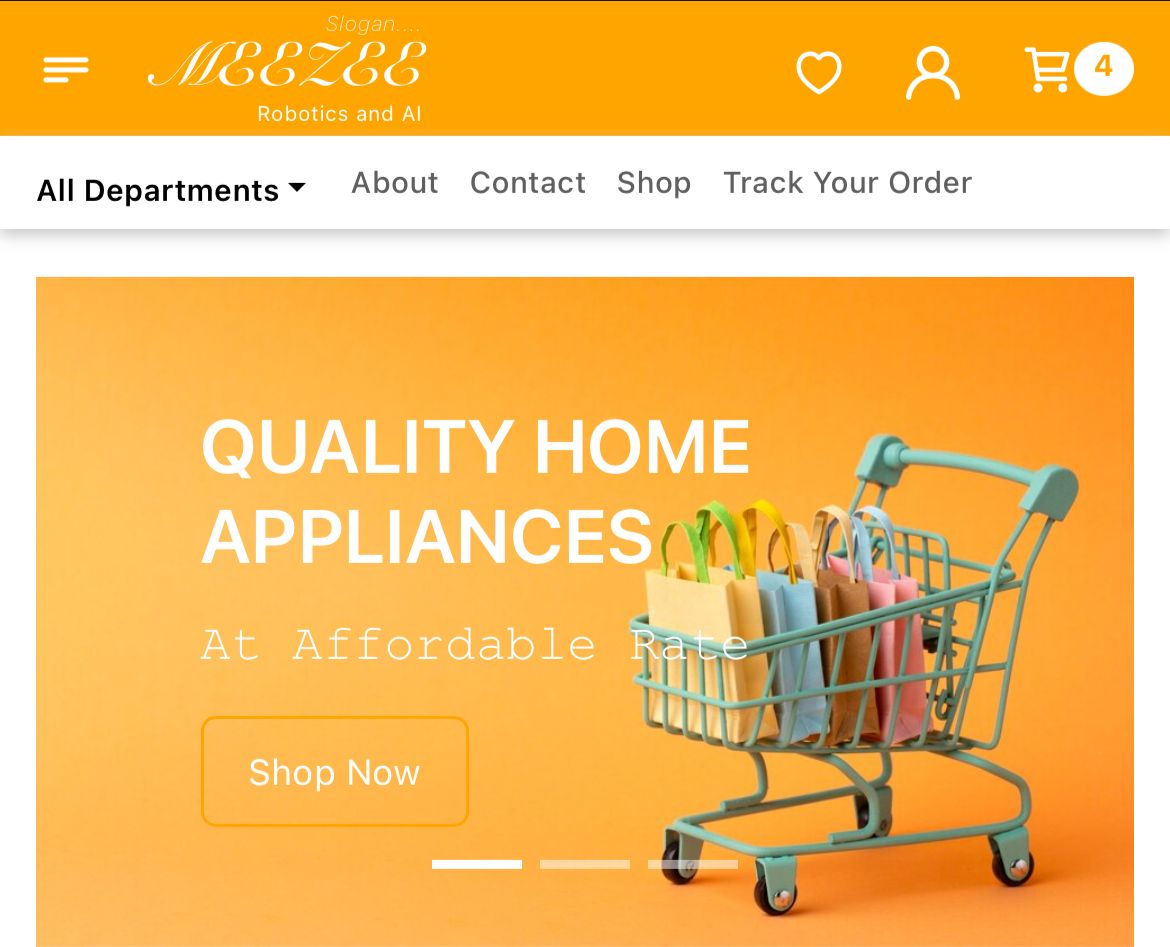 Slogan....
MEEZEE
Robotics and AI
4
All Departments
About Contact Shop Track Your Order
QUALITY HOME
APPLIANCES
At Affordable Rate
Shop Now